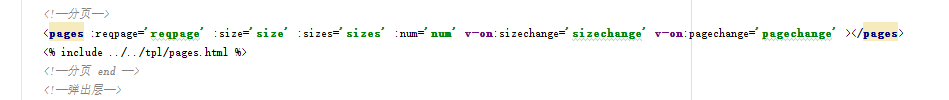 <!--分页-->
<pages :reqpage='reqpage' :size='size' :sizes='sizes' :num='num' v-on:sizechange='sizechange' v-on:pagechange='pagechange' ></pages>
<% include ../../tpl/pages.html %>
<!--分页 end -->
<!--弹出层-->